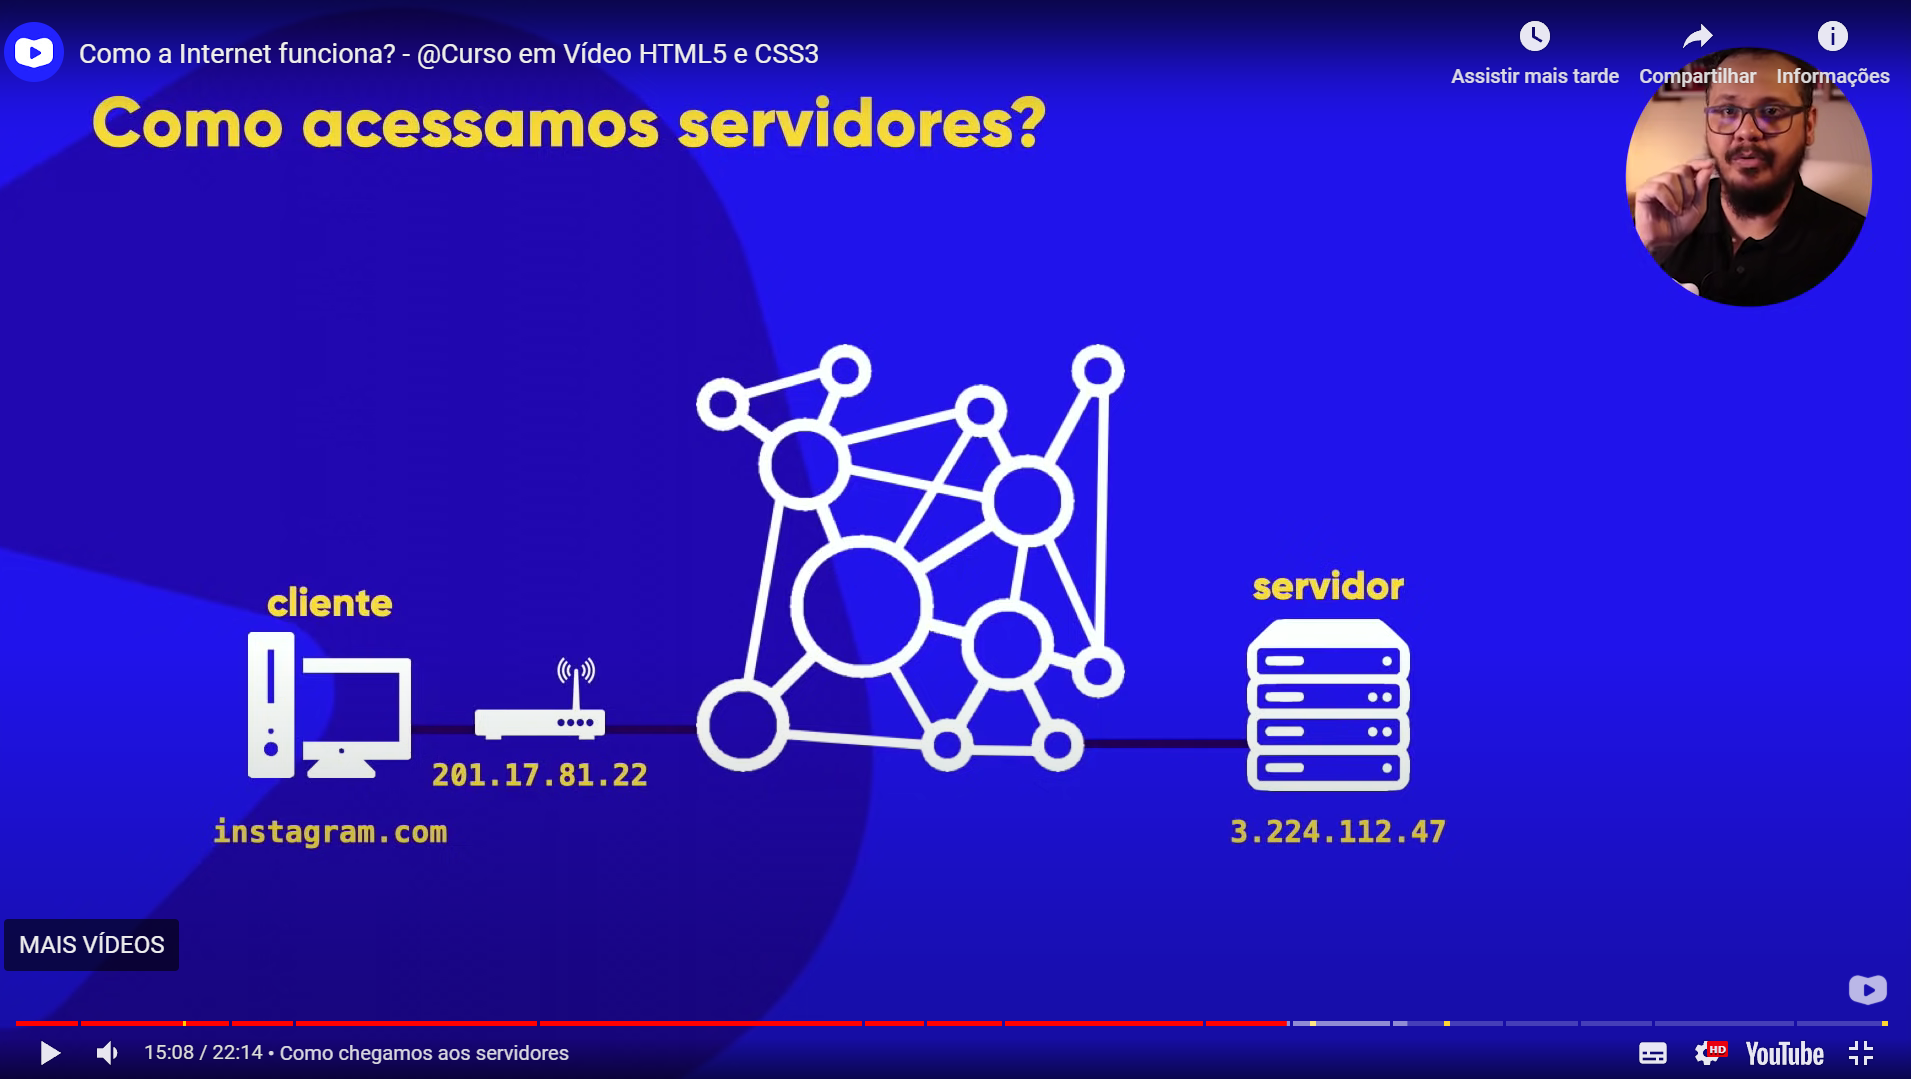 Como a Internet funciona? - @Curso em Vídeo HTML5 e CSS3
Assistir mais tarde
Compartilhar
Informações
Como acessamos servidores?
cliente
servidor
201.17.81.22
instagram.com
3.224.112.47
MAIS VÍDEOS
15:08 / 22:14 • Como chegamos aos servidores
HD
YouTube